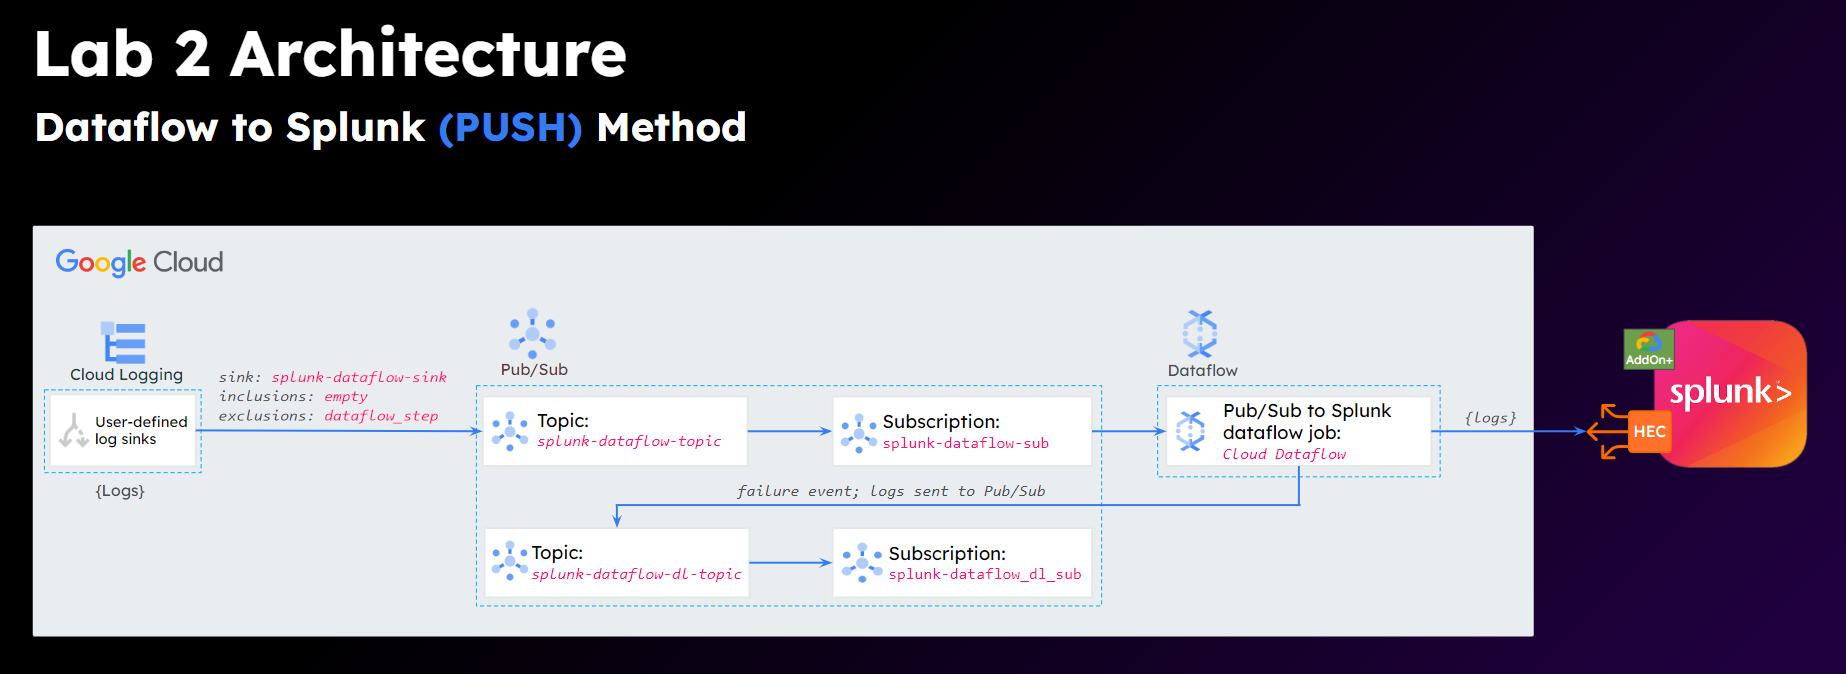 Lab 2 Architecture
Dataflow to Splunk (PUSH) Method
Google Cloud
Cloud Logging
User-defined
log sinks
{Logs}
sink: splunk-dataflow-sink
inclusions: empty
exclusions: dataflow_step
Pub/Sub
Topic:
splunk-dataflow-topic
Subscription:
splunk-dataflow-sub
Dataflow
Pub/Sub to Splunk
dataflow job:
Cloud Dataflow
{logs}
failure event; logs sent to Pub/Sub
Topic:
splunk-dataflow-dl-topic
Subscription:
splunk-dataflow_dl_sub
AddOn+
splunk>
HEC